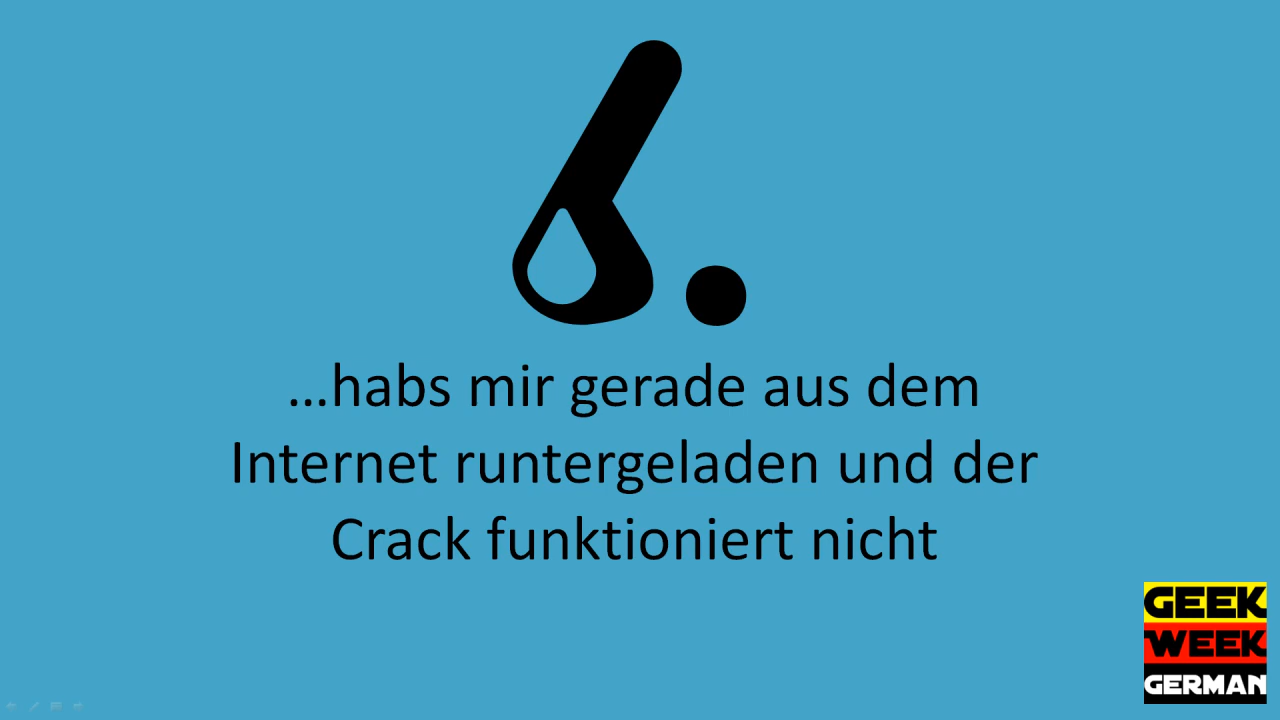 6.
...habs mir gerade aus dem
Internet runtergeladen und der
Crack funktioniert nicht
GEEK
WEEK
GERMAN